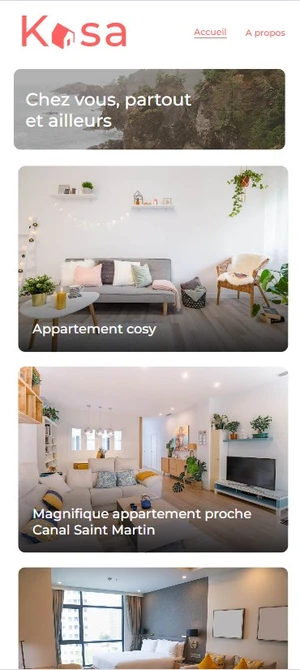 Kasa
Accueil
A propos
Chez vous, partout
et ailleurs
Appartement cosy
Magnifique appartement proche
Canal Saint Martin